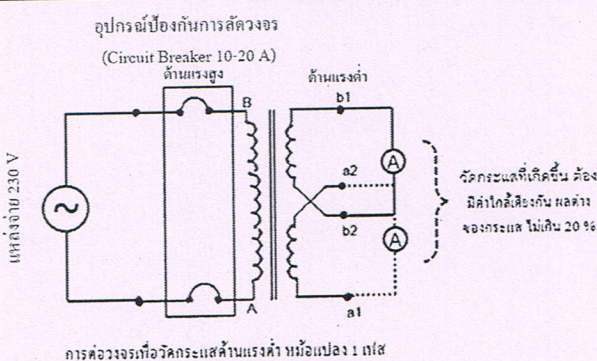 อุปกรณ์ป้องกันการลัดวงจร
(Circuit Breaker 10-20 A)
ด้านแรงสูง
ด้านแรงต่ำ
B
b1
A
a2
b2
A
A
a1
แหล่งจ่าย 230 V
วัดกระแสที่เกิดขึ้น ต้อง
มีค่าใกล้เคียงกัน ผลต่าง
ของกระแส ไม่เกิน 20 %
การต่อวงจรเพื่อวัดกระแสด้านแรงต่ำ หม้อแปลง 1 เฟส